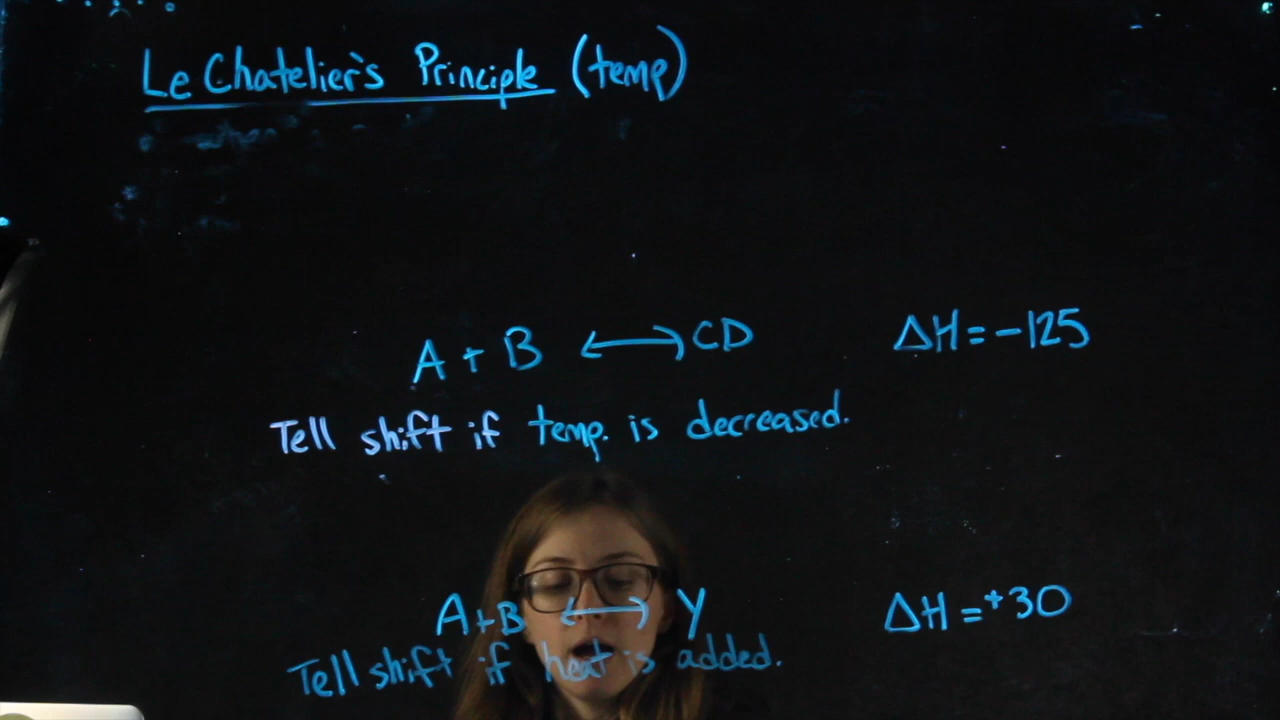 Le Chatelier's Principle (temp)
A + B ⟷ CD ΔH = -125
Tell shift if temp. is decreased.
A+B ⟷ Y ΔH = +30
Tell shift if heat is added.